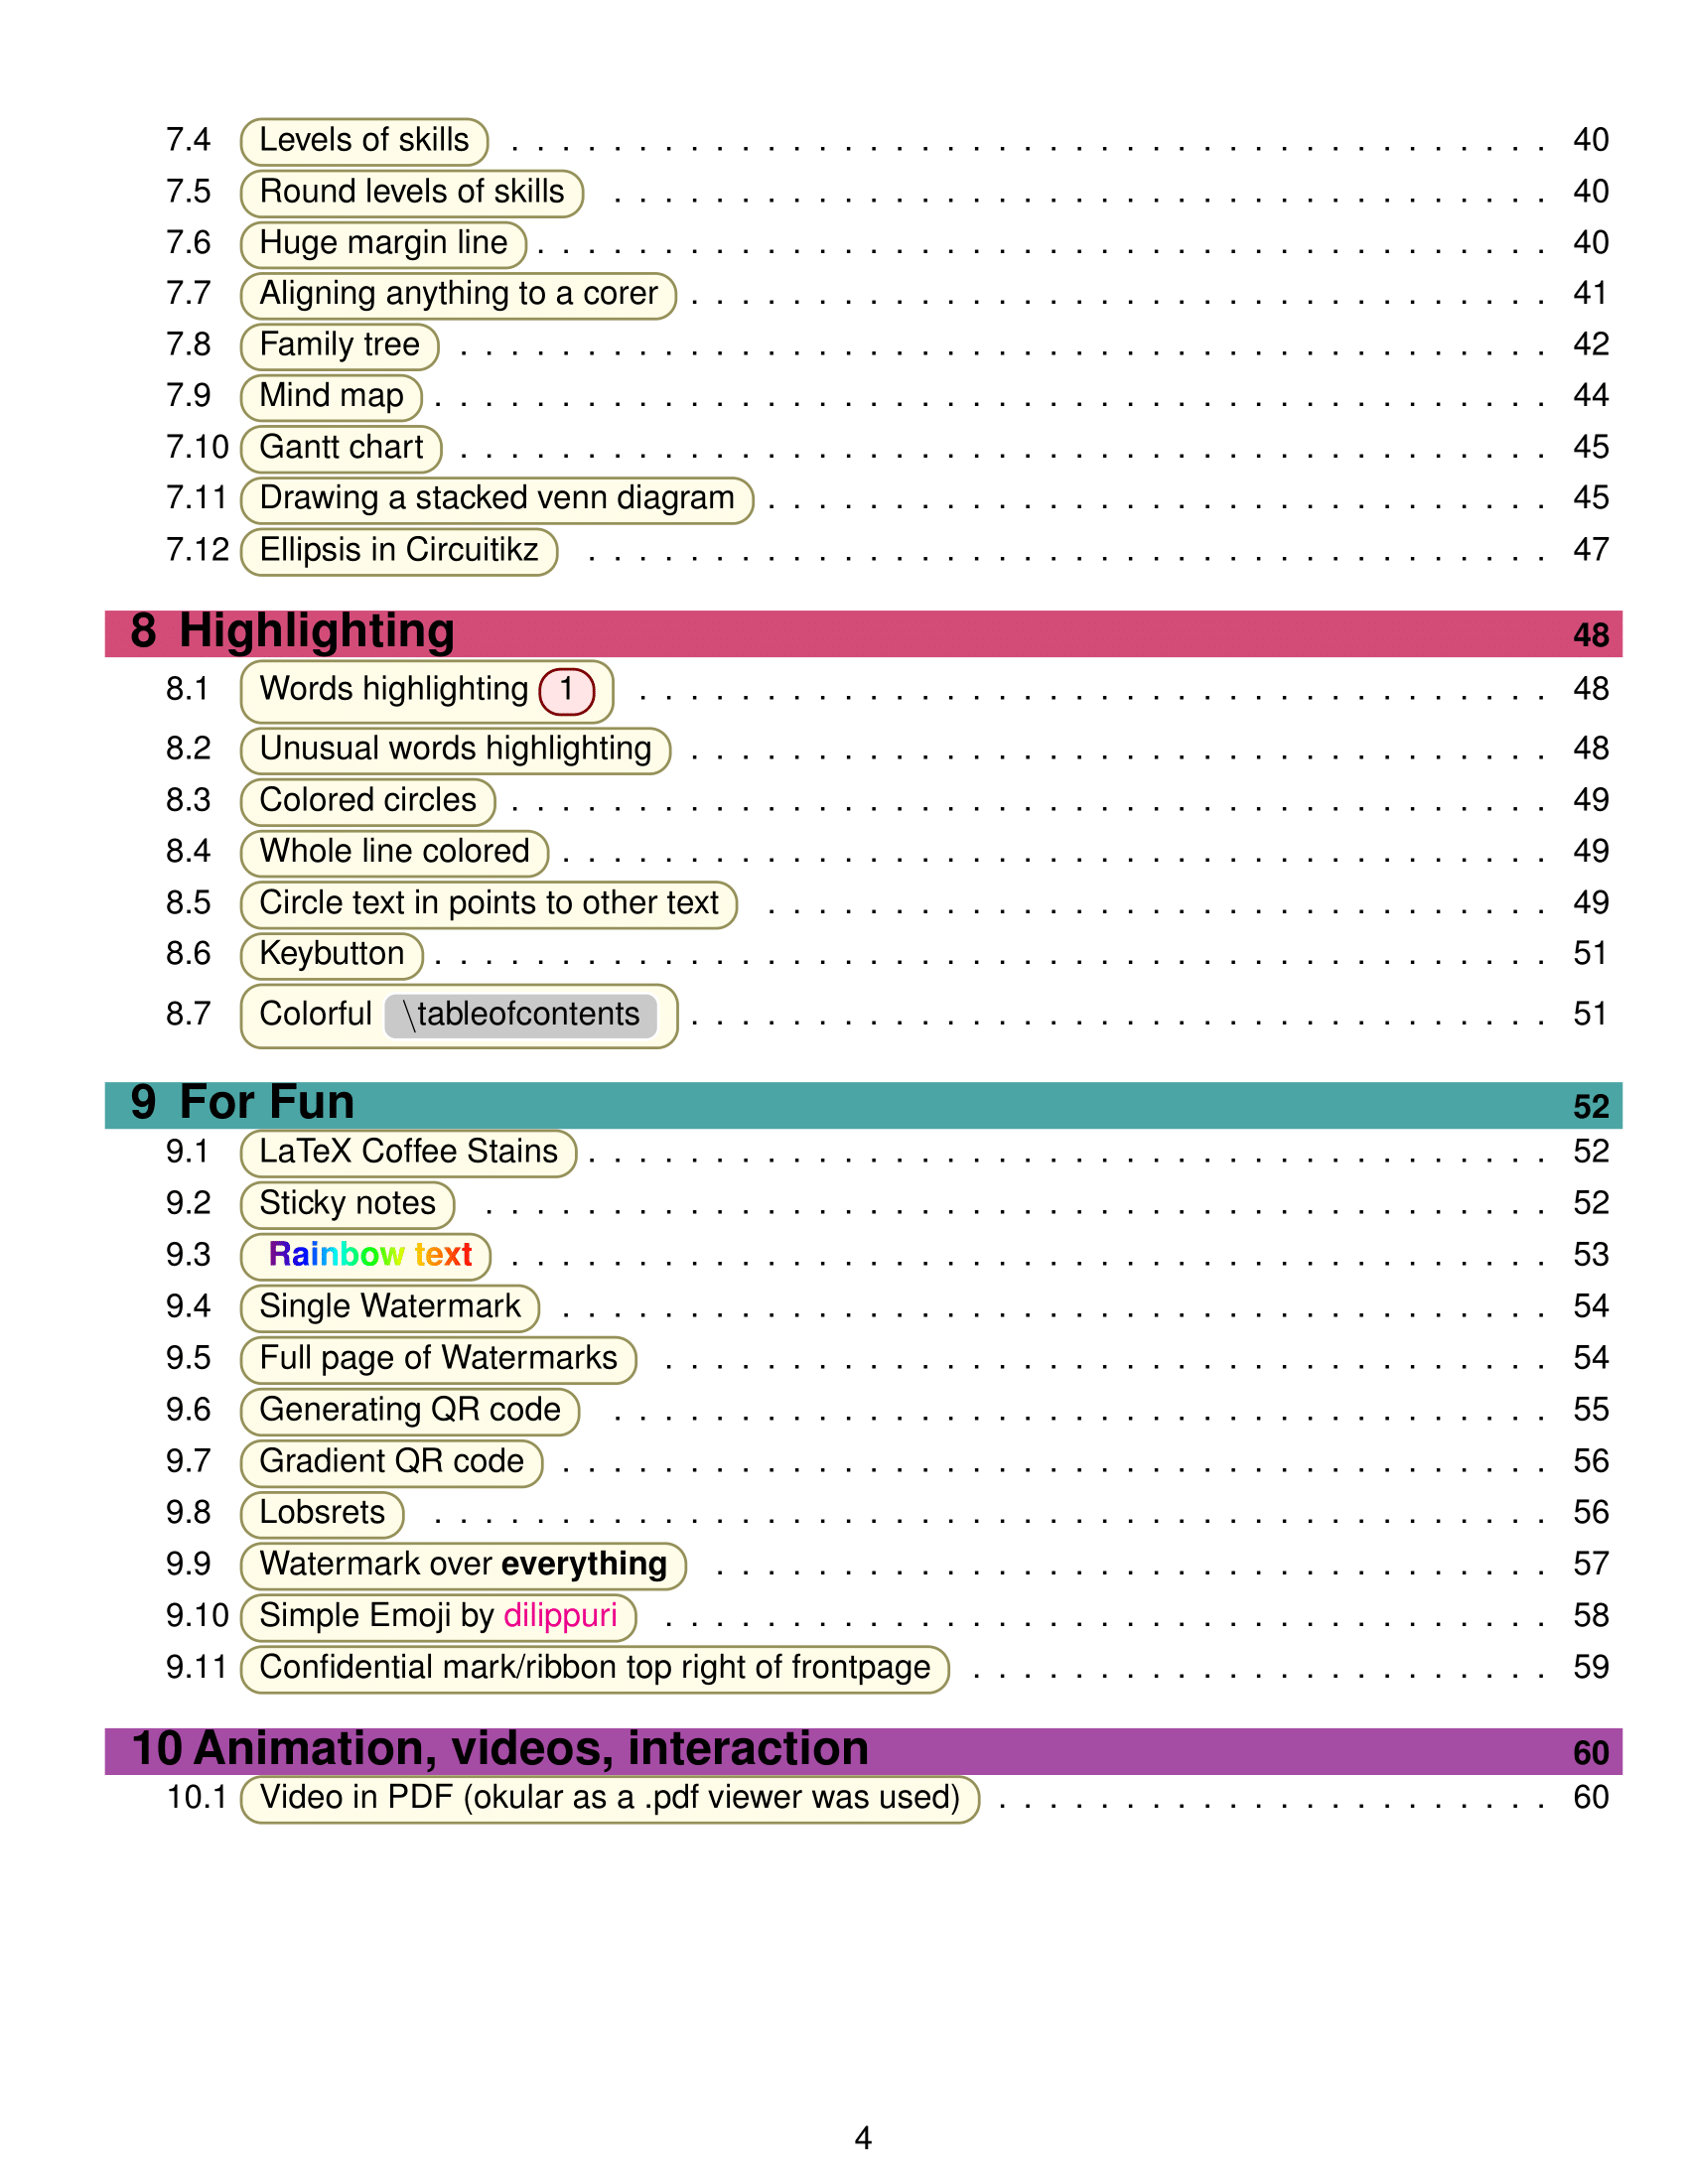 7.4 Levels of skills . . . . . . . . . . . . . . . . . . . . . . . . . . . . . . . . . . . . . . . . . 40
7.5 Round levels of skills . . . . . . . . . . . . . . . . . . . . . . . . . . . . . . . . . . . . . 40
7.6 Huge margin line . . . . . . . . . . . . . . . . . . . . . . . . . . . . . . . . . . . . . . . . 40
7.7 Aligning anything to a corer . . . . . . . . . . . . . . . . . . . . . . . . . . . . . . . . . . 41
7.8 Family tree . . . . . . . . . . . . . . . . . . . . . . . . . . . . . . . . . . . . . . . . . . . 42
7.9 Mind map . . . . . . . . . . . . . . . . . . . . . . . . . . . . . . . . . . . . . . . . . . . . 44
7.10 Gantt chart . . . . . . . . . . . . . . . . . . . . . . . . . . . . . . . . . . . . . . . . . . . 45
7.11 Drawing a stacked venn diagram . . . . . . . . . . . . . . . . . . . . . . . . . . . . . . . 45
7.12 Ellipsis in Circuitikz . . . . . . . . . . . . . . . . . . . . . . . . . . . . . . . . . . . . . . 47
8 Highlighting 48
8.1 Words highlighting 1 . . . . . . . . . . . . . . . . . . . . . . . . . . . . . . . . . . . . 48
8.2 Unusual words highlighting . . . . . . . . . . . . . . . . . . . . . . . . . . . . . . . . . . 48
8.3 Colored circles . . . . . . . . . . . . . . . . . . . . . . . . . . . . . . . . . . . . . . . . . 49
8.4 Whole line colored . . . . . . . . . . . . . . . . . . . . . . . . . . . . . . . . . . . . . . . 49
8.5 Circle text in points to other text . . . . . . . . . . . . . . . . . . . . . . . . . . . . . . . 49
8.6 Keybutton . . . . . . . . . . . . . . . . . . . . . . . . . . . . . . . . . . . . . . . . . . . . 51
8.7 Colorful \tableofcontents . . . . . . . . . . . . . . . . . . . . . . . . . . . . . . . . . . 51
9 For Fun 52
9.1 LaTeX Coffee Stains . . . . . . . . . . . . . . . . . . . . . . . . . . . . . . . . . . . . . . 52
9.2 Sticky notes . . . . . . . . . . . . . . . . . . . . . . . . . . . . . . . . . . . . . . . . . . 52
9.3 Rainbow text . . . . . . . . . . . . . . . . . . . . . . . . . . . . . . . . . . . . . . . . . 53
9.4 Single Watermark . . . . . . . . . . . . . . . . . . . . . . . . . . . . . . . . . . . . . . . 54
9.5 Full page of Watermarks . . . . . . . . . . . . . . . . . . . . . . . . . . . . . . . . . . . 54
9.6 Generating QR code . . . . . . . . . . . . . . . . . . . . . . . . . . . . . . . . . . . . . 55
9.7 Gradient QR code . . . . . . . . . . . . . . . . . . . . . . . . . . . . . . . . . . . . . . . 56
9.8 Lobsrets . . . . . . . . . . . . . . . . . . . . . . . . . . . . . . . . . . . . . . . . . . . . 56
9.9 Watermark over everything . . . . . . . . . . . . . . . . . . . . . . . . . . . . . . . . . 57
9.10 Simple Emoji by dilippuri . . . . . . . . . . . . . . . . . . . . . . . . . . . . . . . . . . . 58
9.11 Confidential mark/ribbon top right of frontpage . . . . . . . . . . . . . . . . . . . . . . . 59
10 Animation, videos, interaction 60
10.1 Video in PDF (okular as a .pdf viewer was used) . . . . . . . . . . . . . . . . . . . . . . 60
4